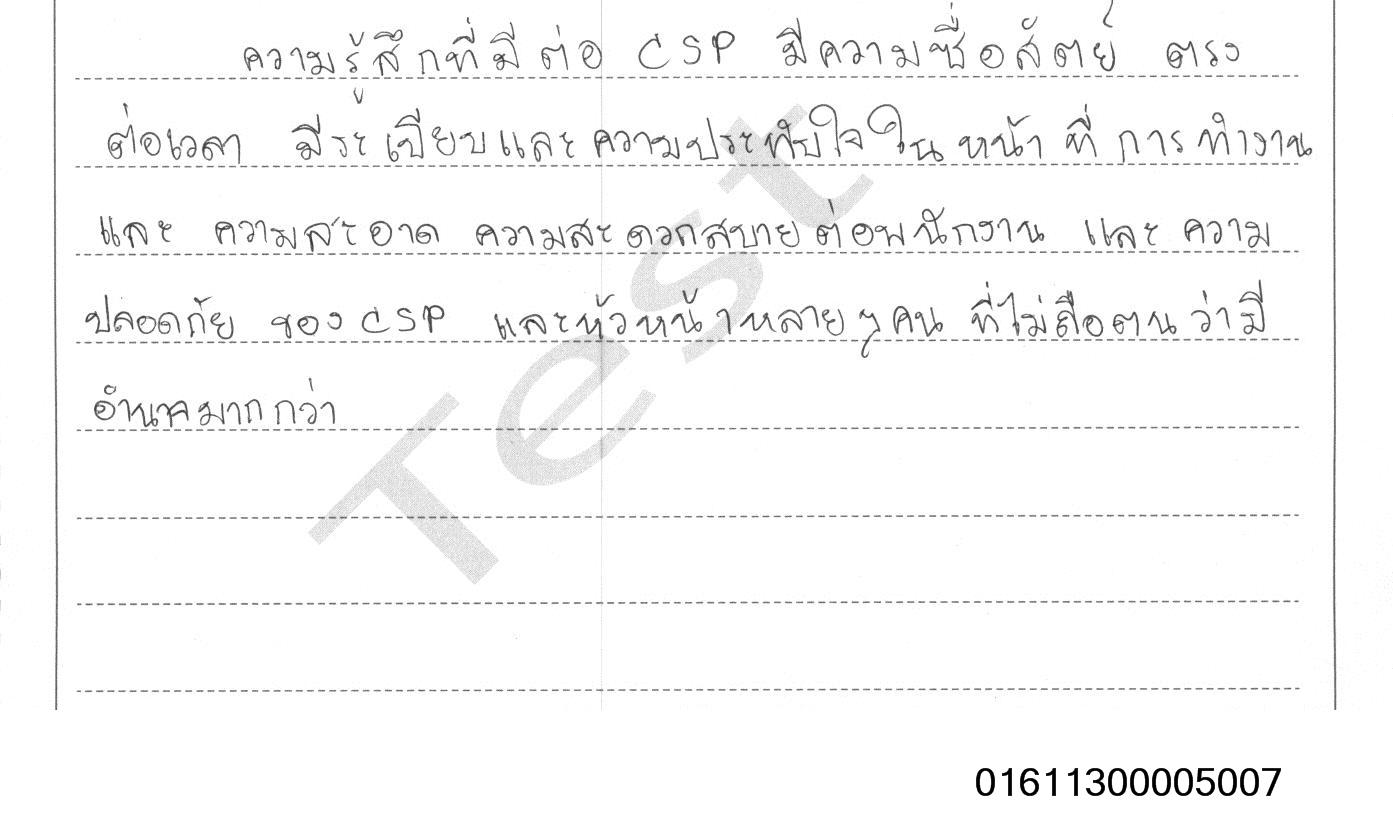 ความรู้สึกที่มีต่อ CSP มีความซื่อสัตย์ ตรง
ต่อเวลา มีระเบียบและความประทับใจในหน้าที่การทำงาน
และ ความสะอาด ความสะดวกสบายต่อพนักงาน และ ความ
ปลอดภัย ของ CSP และหัวหน้าหลายๆคน ที่ไม่ถือตนว่ามี
อำนาจมากกว่า
Test
01611300005007